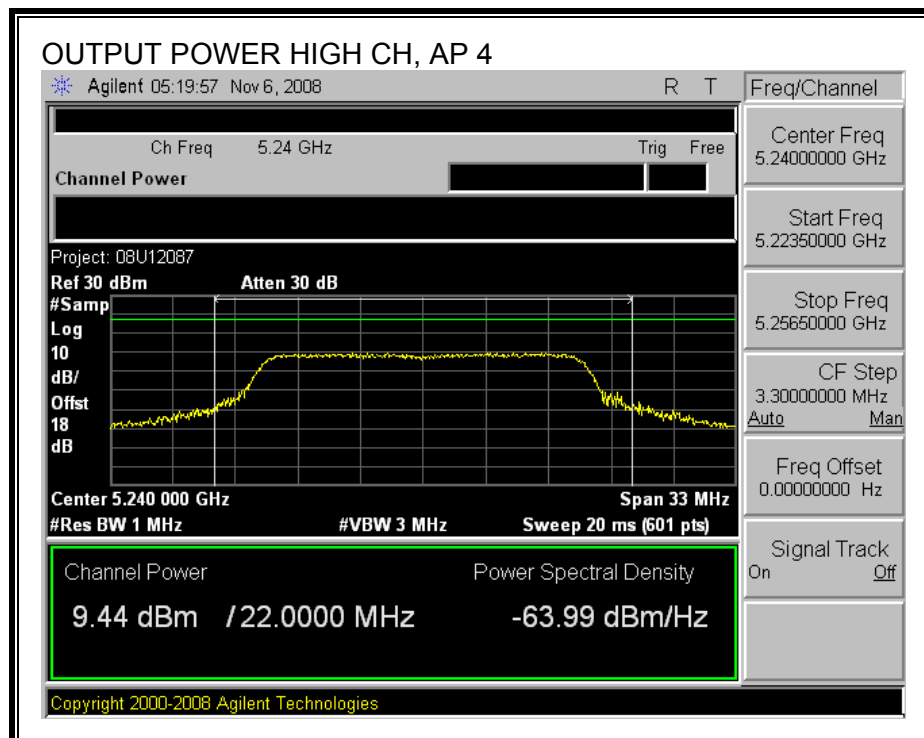 OUTPUT POWER HIGH CH, AP 4
Agilent 05:19:57 Nov 6, 2008 R T
Freq/Channel
Ch Freq 5.24 GHz Trig Free
Channel Power
Project: 08U12087
Ref 30 dBm Atten 30 dB
#Samp
Log
10
dB/
Offst
18
dB
Center 5.240 000 GHz Span 33 MHz
#Res BW 1 MHz #VBW 3 MHz Sweep 20 ms (601 pts)
Channel Power Power Spectral Density
9.44 dBm / 22.0000 MHz -63.99 dBm/Hz
Center Freq
5.24000000 GHz
Start Freq
5.22350000 GHz
Stop Freq
5.25650000 GHz
CF Step
3.30000000 MHz
Auto Man
Freq Offset
0.00000000 Hz
Signal Track
On Off
Copyright 2000-2008 Agilent Technologies